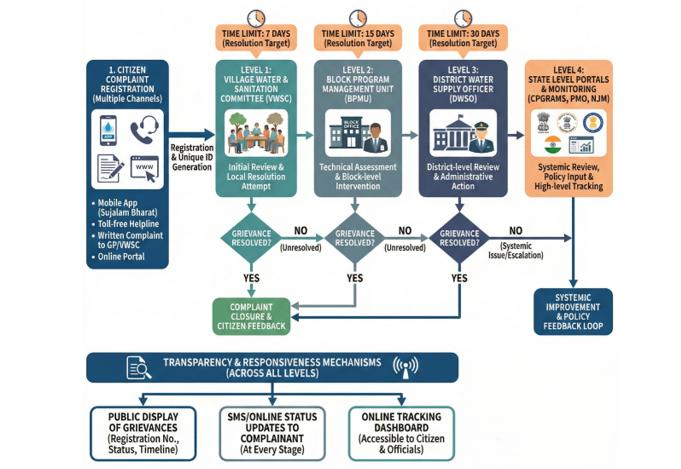 TIME LIMIT: 7 DAYS
(Resolution Target)
TIME LIMIT: 15 DAYS
(Resolution Target)
TIME LIMIT: 30 DAYS
(Resolution Target)
1. CITIZEN
COMPLAINT
REGISTRATION
(Multiple Channels)
APP
WWW
• Mobile App
(Sujalam Bharat)
• Toll-free Helpline
• Written Complaint
to GP/VWSC
• Online Portal
Registration
& Unique ID
Generation
LEVEL 1:
VILLAGE WATER &
SANITATION
COMMITTEE (VWSC)
Initial Review &
Local Resolution
Attempt
LEVEL 2:
BLOCK PROGRAM
MANAGEMENT UNIT
(BPMU)
BLOCK
OFFICE
Technical Assessment
& Block-level
Intervention
LEVEL 3:
DISTRICT WATER
SUPPLY OFFICER
(DWSO)
District-level Review
& Administrative
Action
LEVEL 4:
STATE LEVEL PORTALS
& MONITORING
(CPGRAMS, PMO, NJM)
Systemic Review,
Policy Input &
High-level Tracking
GRIEVANCE
RESOLVED?
NO
(Unresolved)
GRIEVANCE
RESOLVED?
NO
(Unresolved)
GRIEVANCE
RESOLVED?
NO
(Systemic
Issue/Escalation)
YES
YES
YES
COMPLAINT
CLOSURE &
CITIZEN FEEDBACK
SYSTEMIC
IMPROVEMENT
& POLICY
FEEDBACK LOOP
TRANSPARENCY & RESPONSIVENESS MECHANISMS
(ACROSS ALL LEVELS)
PUBLIC DISPLAY
OF GRIEVANCES
(Registration No.,
Status, Timeline)
SMS/ONLINE STATUS
UPDATES TO
COMPLAINANT
(At Every Stage)
ONLINE TRACKING
DASHBOARD
(Accessible to Citizen
& Officials)